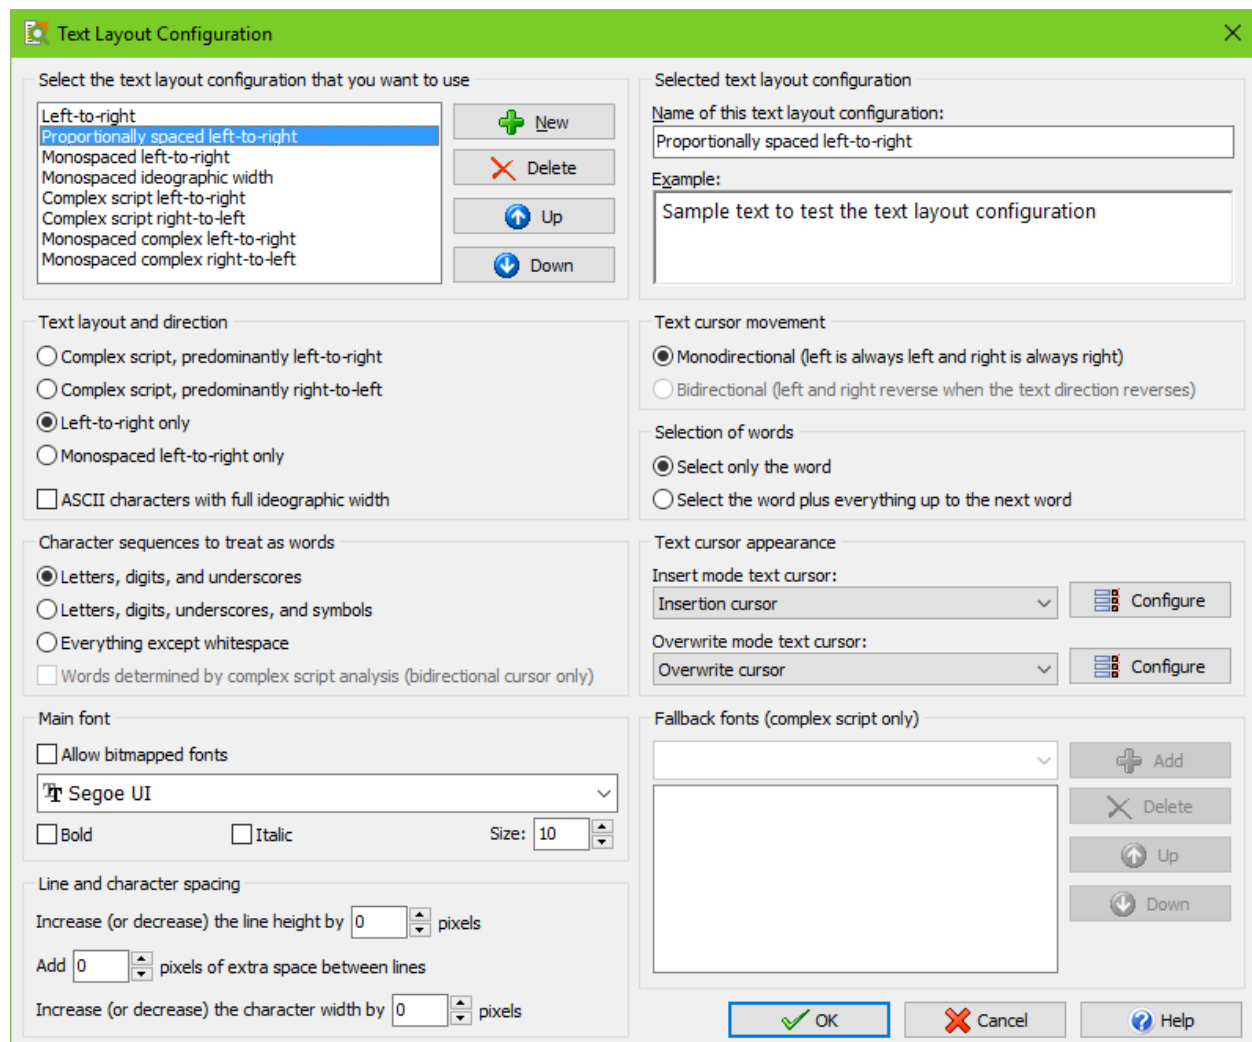 Text Layout Configuration
Select the text layout configuration that you want to use
Left-to-right
Proportionally spaced left-to-right
Monospaced left-to-right
Monospaced ideographic width
Complex script left-to-right
Complex script right-to-left
Monospaced complex left-to-right
Monospaced complex right-to-left
New
Delete
Up
Down
Selected text layout configuration
Name of this text layout configuration:
Proportionally spaced left-to-right
Example:
Sample text to test the text layout configuration
Text layout and direction
Complex script, predominantly left-to-right
Complex script, predominantly right-to-left
Left-to-right only
Monospaced left-to-right only
ASCII characters with full ideographic width
Text cursor movement
Monodirectional (left is always left and right is always right)
Bidirectional (left and right reverse when the text direction reverses)
Selection of words
Select only the word
Select the word plus everything up to the next word
Character sequences to treat as words
Letters, digits, and underscores
Letters, digits, underscores, and symbols
Everything except whitespace
Words determined by complex script analysis (bidirectional cursor only)
Text cursor appearance
Insert mode text cursor:
Insertion cursor
Configure
Overwrite mode text cursor:
Overwrite cursor
Configure
Main font
Allow bitmapped fonts
Segoe UI
Bold
Italic
Size: 10
Line and character spacing
Increase (or decrease) the line height by 0 pixels
Add 0 pixels of extra space between lines
Increase (or decrease) the character width by 0 pixels
Fallback fonts (complex script only)
Add
Delete
Up
Down
OK
Cancel
Help